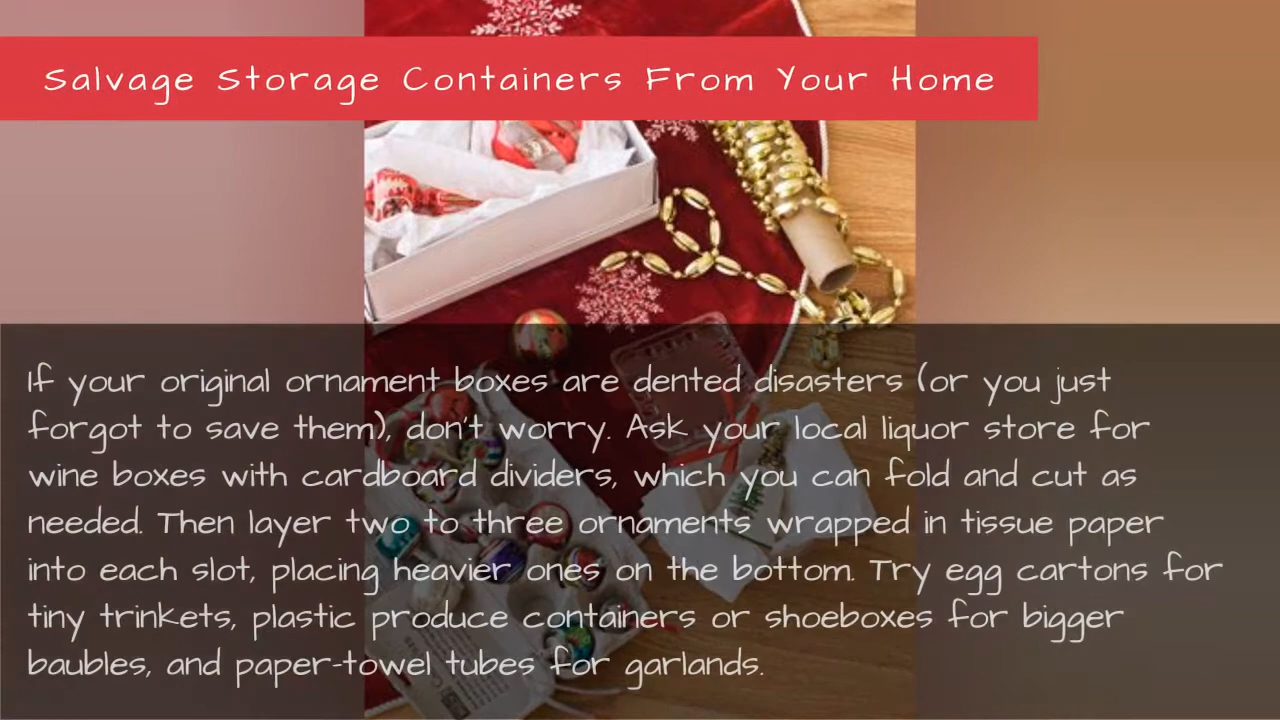 Salvage Storage Containers From Your Home
If your original ornament boxes are dented disasters (or you just
forgot to save them), don't worry. Ask your local liquor store for
wine boxes with cardboard dividers, which you can fold and cut as
needed. Then layer two to three ornaments wrapped in tissue paper
into each slot, placing heavier ones on the bottom. Try egg cartons for
tiny trinkets, plastic produce containers or shoeboxes for bigger
baubles, and paper-towel tubes for garlands.